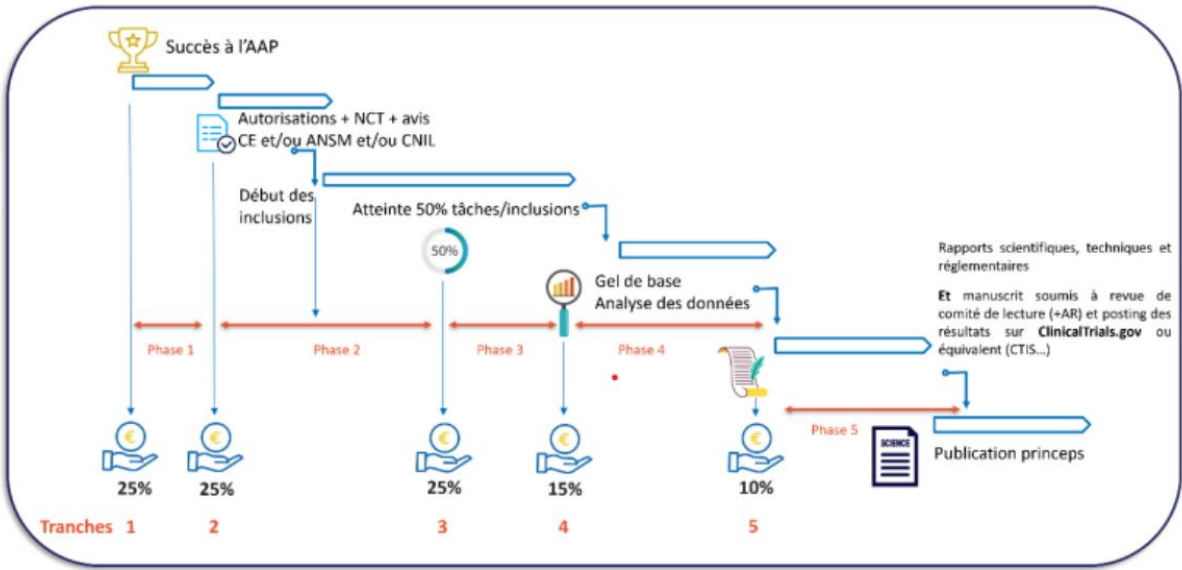 Succès à l'AAP
Autorisations + NCT + avis
CE et/ou ANSM et/ou CNIL
Début des
inclusions
Atteinte 50% tâches/inclusions
50%
Gel de base
Analyse des données
Rapports scientifiques, techniques et
réglementaires
Et manuscrit soumis à revue de
comité de lecture (+AR) et posting des
résultats sur ClinicalTrials.gov ou
équivalent (CTIS...)
Phase 1
Phase 2
Phase 3
Phase 4
Phase 5
SCIENCE
Publication princeps
€ € € € €
25% 25% 25% 15% 10%
Tranches 1 2 3 4 5